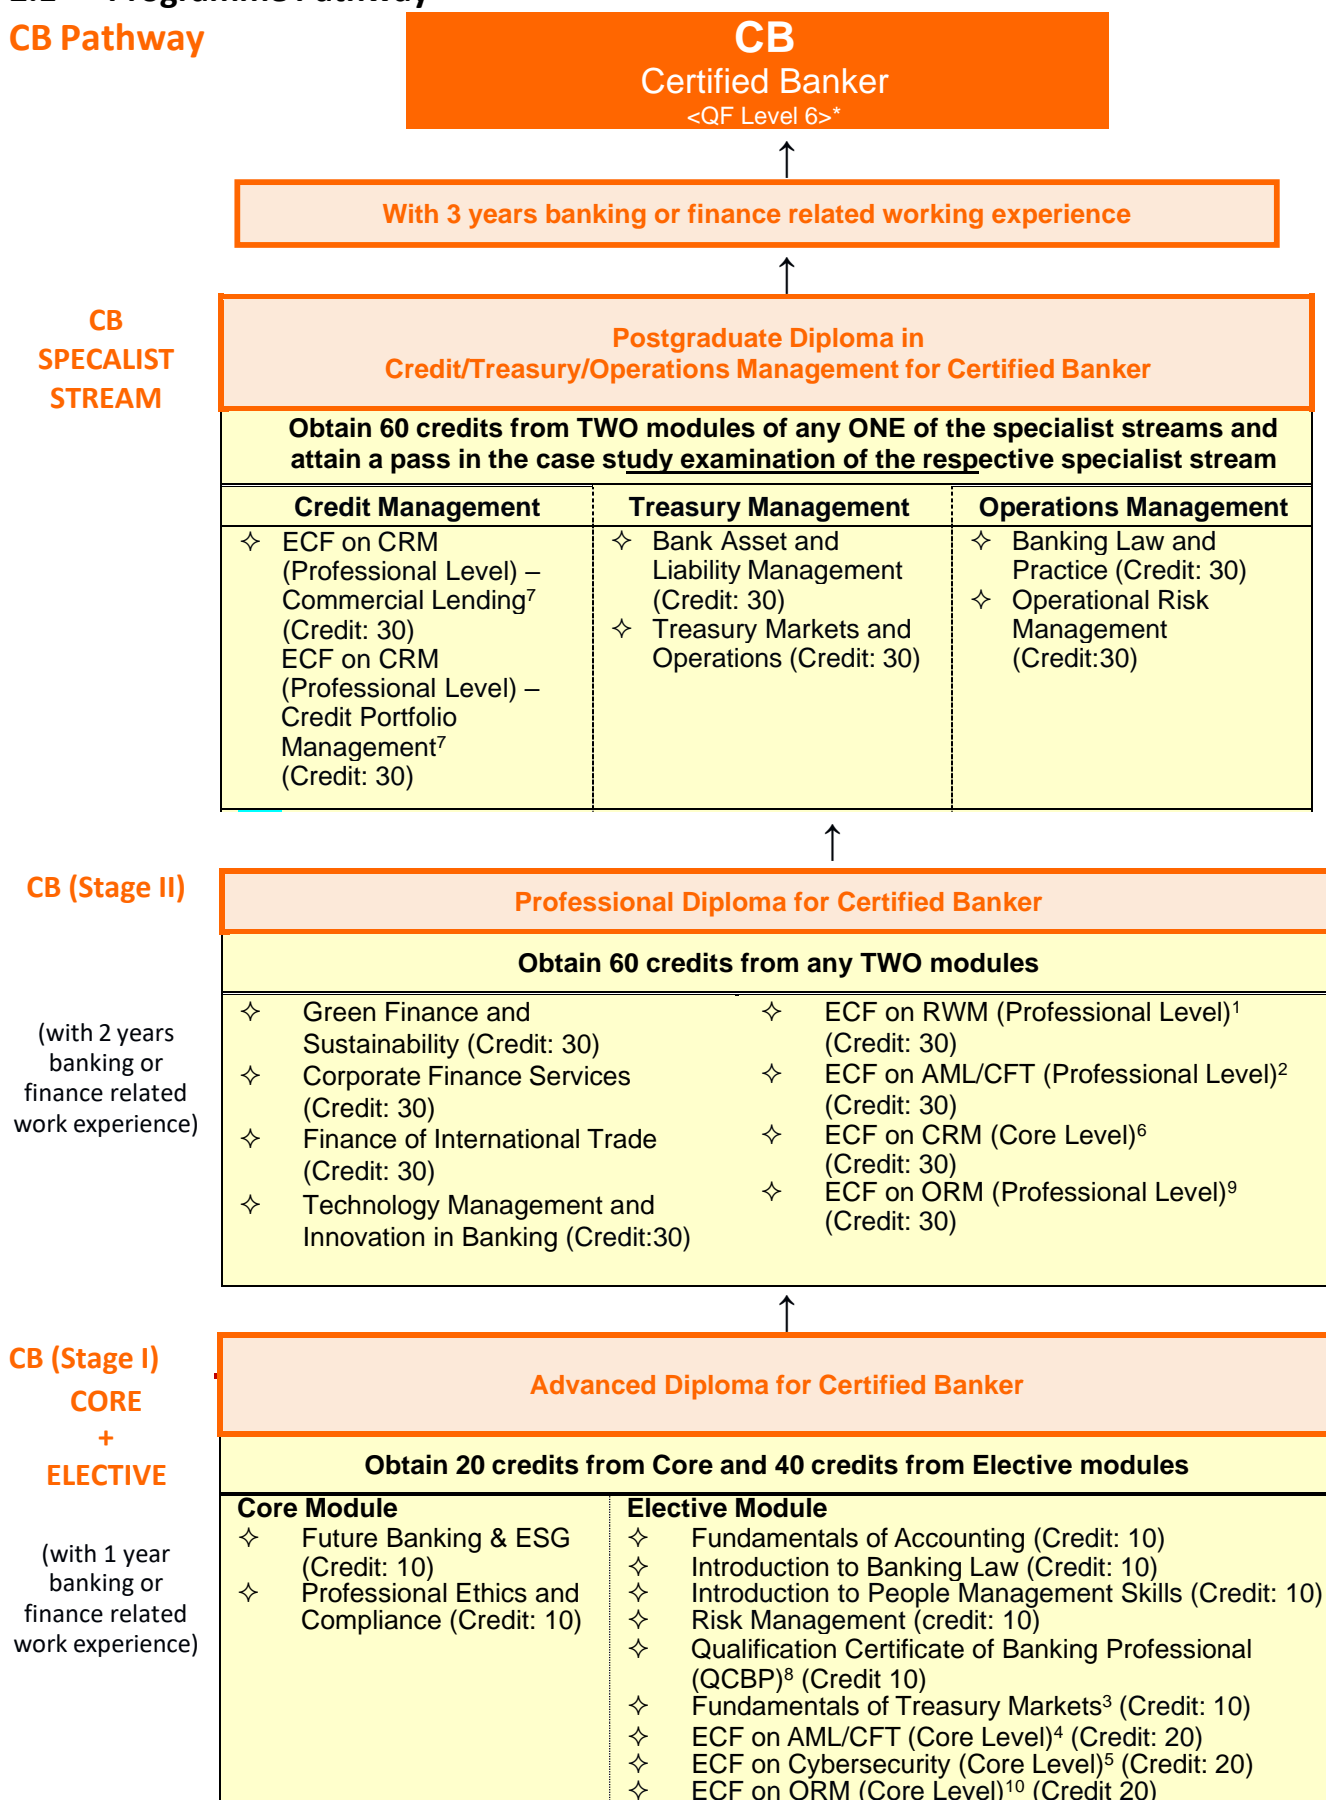 CB Pathway
CB
Certified Banker
<QF Level 6>*
↑
With 3 years banking or finance related working experience
↑
CB
SPECALIST
STREAM
Postgraduate Diploma in
Credit/Treasury/Operations Management for Certified Banker
Obtain 60 credits from TWO modules of any ONE of the specialist streams and
attain a pass in the case study examination of the respective specialist stream
Credit Management
✧ ECF on CRM
(Professional Level) –
Commercial Lending⁷
(Credit: 30)
ECF on CRM
(Professional Level) –
Credit Portfolio
Management⁷
(Credit: 30)
Treasury Management
✧ Bank Asset and
Liability Management
(Credit: 30)
✧ Treasury Markets and
Operations (Credit: 30)
Operations Management
✧ Banking Law and
Practice (Credit: 30)
✧ Operational Risk
Management
(Credit:30)
↑
CB (Stage II)
(with 2 years
banking or
finance related
work experience)
Professional Diploma for Certified Banker
Obtain 60 credits from any TWO modules
✧ Green Finance and
Sustainability (Credit: 30)
✧ Corporate Finance Services
(Credit: 30)
✧ Finance of International Trade
(Credit: 30)
✧ Technology Management and
Innovation in Banking (Credit:30)
✧ ECF on RWM (Professional Level)¹
(Credit: 30)
✧ ECF on AML/CFT (Professional Level)²
(Credit: 30)
✧ ECF on CRM (Core Level)⁶
(Credit: 30)
✧ ECF on ORM (Professional Level)⁹
(Credit: 30)
↑
CB (Stage I)
CORE
+
ELECTIVE
(with 1 year
banking or
finance related
work experience)
Advanced Diploma for Certified Banker
Obtain 20 credits from Core and 40 credits from Elective modules
Core Module
✧ Future Banking & ESG
(Credit: 10)
✧ Professional Ethics and
Compliance (Credit: 10)
Elective Module
✧ Fundamentals of Accounting (Credit: 10)
✧ Introduction to Banking Law (Credit: 10)
✧ Introduction to People Management Skills (Credit: 10)
✧ Risk Management (credit: 10)
✧ Qualification Certificate of Banking Professional
(QCBP)⁸ (Credit 10)
✧ Fundamentals of Treasury Markets³ (Credit: 10)
✧ ECF on AML/CFT (Core Level)⁴ (Credit: 20)
✧ ECF on Cybersecurity (Core Level)⁵ (Credit: 20)
✧ ECF on ORM (Core Level)¹⁰ (Credit 20)